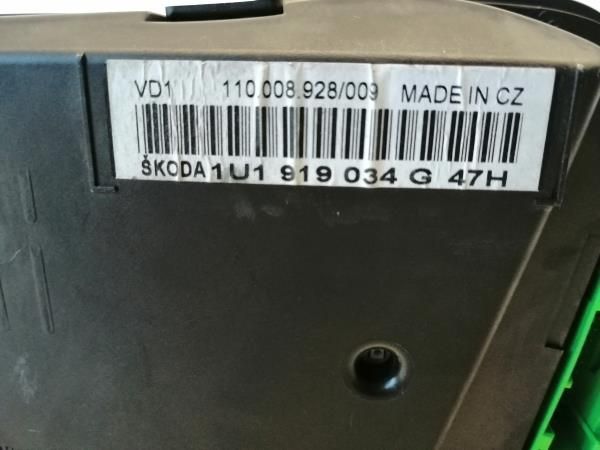 VD1 110.008.928/009 MADE IN CZ
ŠKODA 1U1 919 034 G 47H